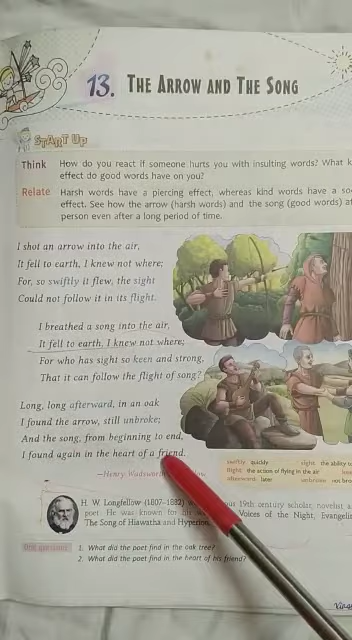 13. THE ARROW AND THE SONG
START UP
Think How do you react if someone hurts you with insulting words? What
effect do good words have on you?
Relate Harsh words have a piercing effect, whereas kind words have a
effect. See how the arrow (harsh words) and the song (good words)
person even after a long period of time.
I shot an arrow into the air,
It fell to earth, I knew not where;
For, so swiftly it flew, the sight
Could not follow it in its flight.
I breathed a song into the air,
It fell to earth, I knew not where;
For who has sight so keen and strong,
That it can follow the flight of song?
Long, long afterward, in an oak
I found the arrow, still unbroke;
And the song, from beginning to end,
I found again in the heart of a friend.
—Henry Wadsworth
swiftly quickly sight the ability to
flight the action of flying in the air
afterward later unbroke not
H. W. Longfellow (1807–1882) 19th century scholar, novelist
poet. He was known for Voices of the Night,
The Song of Hiawatha and Hyperion.
1. What did the poet find in the oak tree?
2. What did the poet find in the heart of his friend?